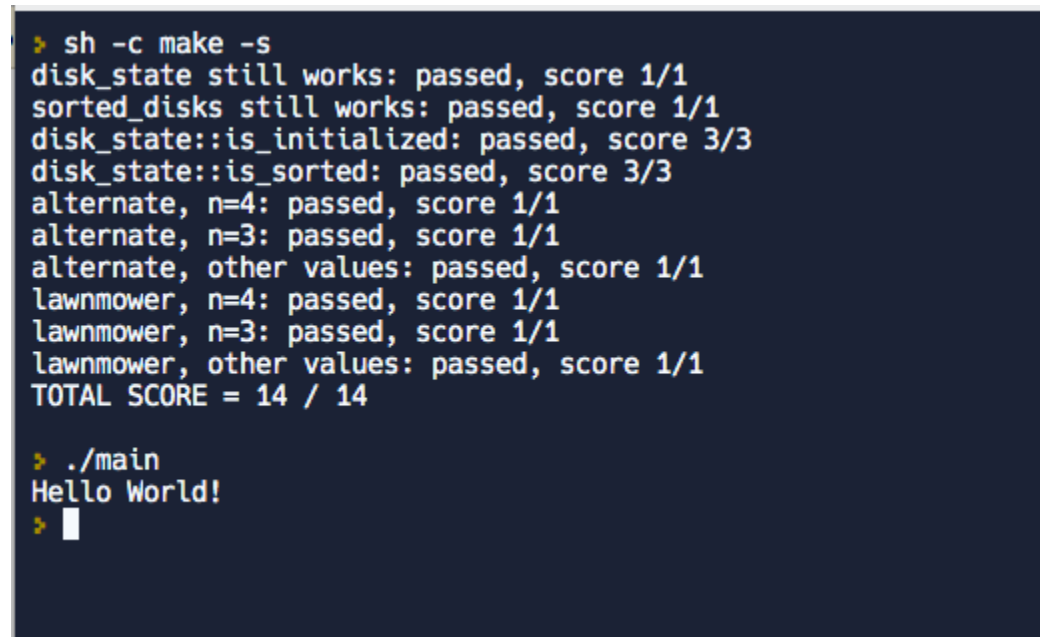 > sh -c make -s
disk_state still works: passed, score 1/1
sorted_disks still works: passed, score 1/1
disk_state::is_initialized: passed, score 3/3
disk_state::is_sorted: passed, score 3/3
alternate, n=4: passed, score 1/1
alternate, n=3: passed, score 1/1
alternate, other values: passed, score 1/1
lawnmower, n=4: passed, score 1/1
lawnmower, n=3: passed, score 1/1
lawnmower, other values: passed, score 1/1
TOTAL SCORE = 14 / 14
> ./main
Hello World!
>